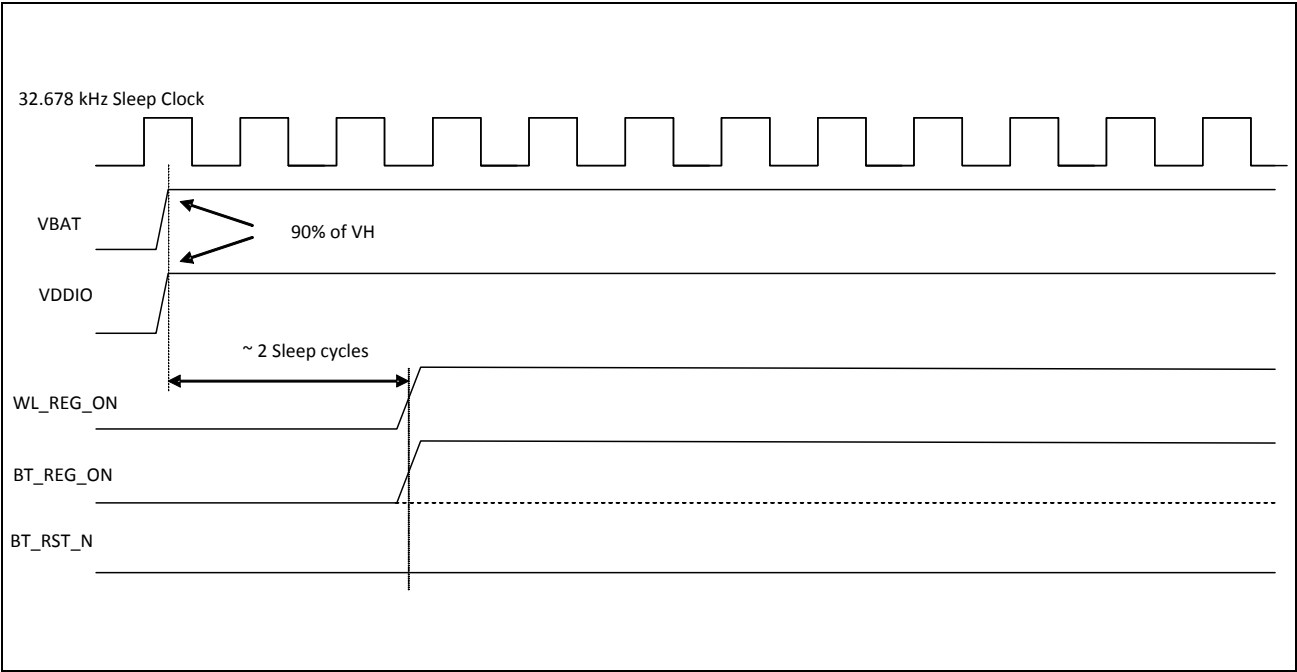 32.678 kHz Sleep Clock
VBAT
90% of VH
VDDIO
~ 2 Sleep cycles
WL_REG_ON
BT_REG_ON
BT_RST_N